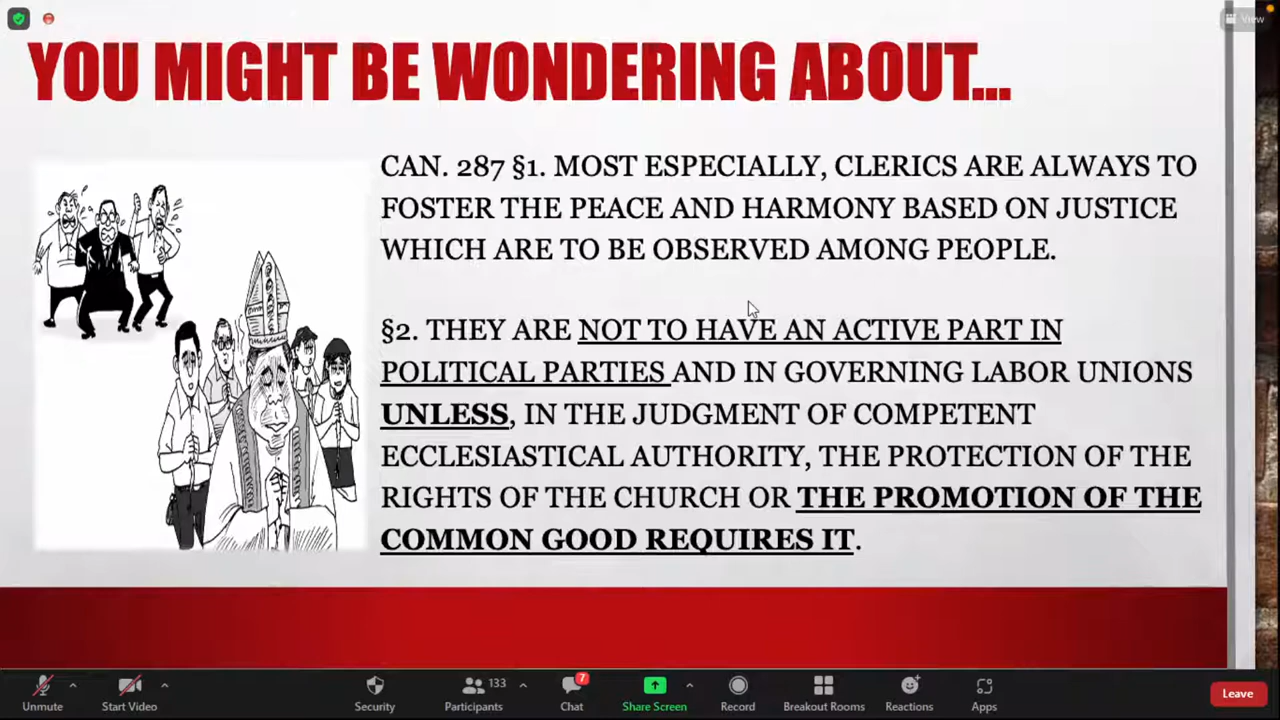 View
YOU MIGHT BE WONDERING ABOUT...
CAN. 287 §1. MOST ESPECIALLY, CLERICS ARE ALWAYS TO
FOSTER THE PEACE AND HARMONY BASED ON JUSTICE
WHICH ARE TO BE OBSERVED AMONG PEOPLE.
§2. THEY ARE NOT TO HAVE AN ACTIVE PART IN
POLITICAL PARTIES AND IN GOVERNING LABOR UNIONS
UNLESS, IN THE JUDGMENT OF COMPETENT
ECCLESIASTICAL AUTHORITY, THE PROTECTION OF THE
RIGHTS OF THE CHURCH OR THE PROMOTION OF THE
COMMON GOOD REQUIRES IT.
133
7
Unmute
Start Video
Security
Participants
Chat
Share Screen
Record
Breakout Rooms
Reactions
Apps
Leave